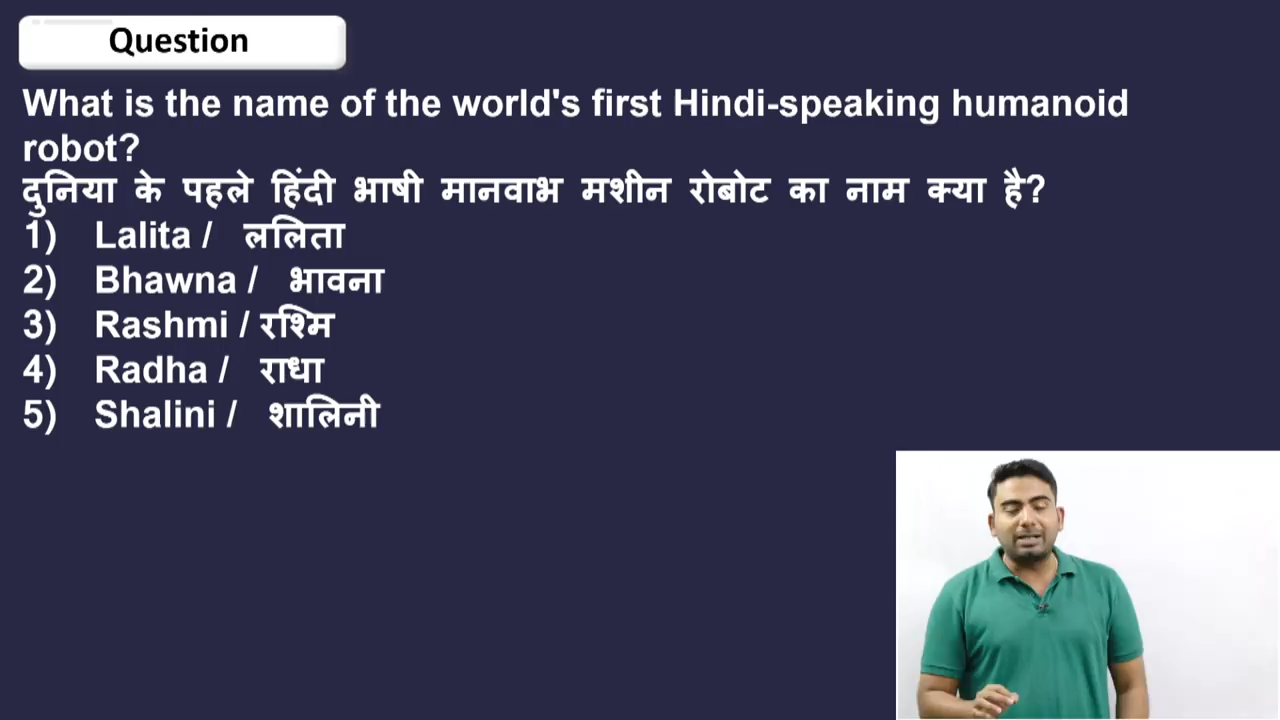 Question
What is the name of the world's first Hindi-speaking humanoid
robot?
दुनिया के पहले हिंदी भाषी मानवाभ मशीन रोबोट का नाम क्या है?
1) Lalita / ललिता
2) Bhawna / भावना
3) Rashmi / रश्मि
4) Radha / राधा
5) Shalini / शालिनी